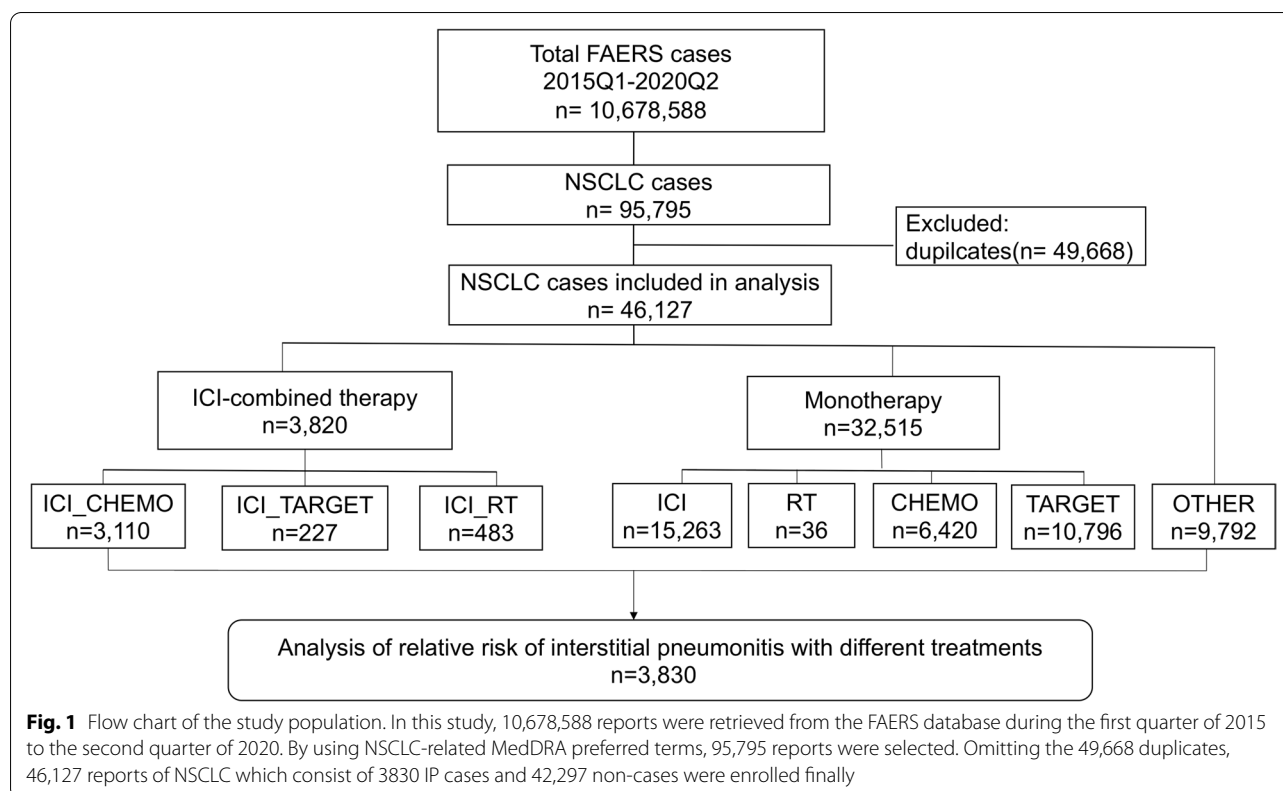 Total FAERS cases
2015Q1-2020Q2
n= 10,678,588
NSCLC cases
n= 95,795
Excluded:
dupilcates(n= 49,668)
NSCLC cases included in analysis
n= 46,127
ICI-combined therapy
n=3,820
Monotherapy
n=32,515
ICI_CHEMO
n=3,110
ICI_TARGET
n=227
ICI_RT
n=483
ICI
n=15,263
RT
n=36
CHEMO
n=6,420
TARGET
n=10,796
OTHER
n=9,792
Analysis of relative risk of interstitial pneumonitis with different treatments
n=3,830
Fig. 1 Flow chart of the study population. In this study, 10,678,588 reports were retrieved from the FAERS database during the first quarter of 2015
to the second quarter of 2020. By using NSCLC-related MedDRA preferred terms, 95,795 reports were selected. Omitting the 49,668 duplicates,
46,127 reports of NSCLC which consist of 3830 IP cases and 42,297 non-cases were enrolled finally